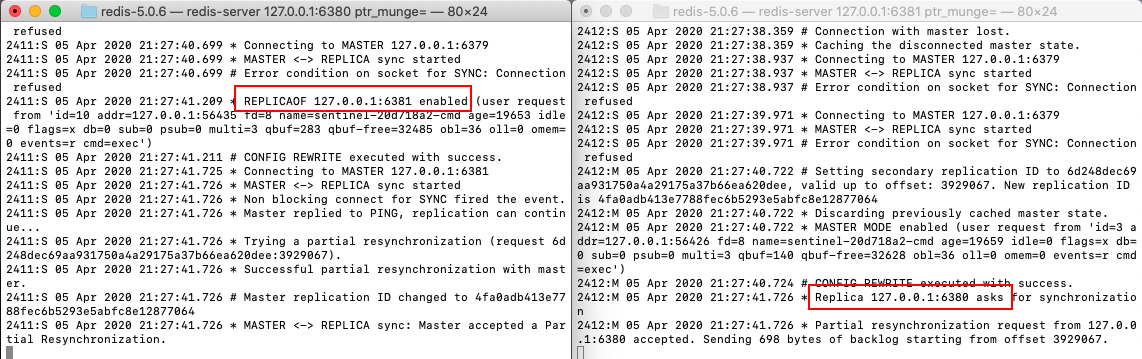 redis-5.0.6 — redis-server 127.0.0.1:6380 ptr_munge= — 80×24
refused
2411:S 05 Apr 2020 21:27:40.699 * Connecting to MASTER 127.0.0.1:6379
2411:S 05 Apr 2020 21:27:40.699 * MASTER <-> REPLICA sync started
2411:S 05 Apr 2020 21:27:40.699 # Error condition on socket for SYNC: Connection
refused
2411:S 05 Apr 2020 21:27:41.209 * REPLICAOF 127.0.0.1:6381 enabled (user request
from 'id=10 addr=127.0.0.1:56435 fd=8 name=sentinel-20d718a2-cmd age=19653 idle
=0 flags=x db=0 sub=0 psub=0 multi=3 qbuf=283 qbuf-free=32485 obl=36 oll=0 omem=
0 events=r cmd=exec')
2411:S 05 Apr 2020 21:27:41.211 # CONFIG REWRITE executed with success.
2411:S 05 Apr 2020 21:27:41.725 * Connecting to MASTER 127.0.0.1:6381
2411:S 05 Apr 2020 21:27:41.726 * MASTER <-> REPLICA sync started
2411:S 05 Apr 2020 21:27:41.726 * Non blocking connect for SYNC fired the event.
2411:S 05 Apr 2020 21:27:41.726 * Master replied to PING, replication can contin
ue...
2411:S 05 Apr 2020 21:27:41.726 * Trying a partial resynchronization (request 6d
248dec69aa931750a4a29175a37b66ea620dee:3929067).
2411:S 05 Apr 2020 21:27:41.726 * Successful partial resynchronization with mast
er.
2411:S 05 Apr 2020 21:27:41.726 # Master replication ID changed to 4fa0adb413e77
88fec6b5293e5abfc8e12877064
2411:S 05 Apr 2020 21:27:41.726 * MASTER <-> REPLICA sync: Master accepted a Par
tial Resynchronization.
redis-5.0.6 — redis-server 127.0.0.1:6381 ptr_munge= — 80×24
2412:S 05 Apr 2020 21:27:38.359 # Connection with master lost.
2412:S 05 Apr 2020 21:27:38.359 * Caching the disconnected master state.
2412:S 05 Apr 2020 21:27:38.937 * Connecting to MASTER 127.0.0.1:6379
2412:S 05 Apr 2020 21:27:38.937 * MASTER <-> REPLICA sync started
2412:S 05 Apr 2020 21:27:38.937 # Error condition on socket for SYNC: Connection
refused
2412:S 05 Apr 2020 21:27:39.971 * Connecting to MASTER 127.0.0.1:6379
2412:S 05 Apr 2020 21:27:39.971 * MASTER <-> REPLICA sync started
2412:S 05 Apr 2020 21:27:39.971 # Error condition on socket for SYNC: Connection
refused
2412:M 05 Apr 2020 21:27:40.722 # Setting secondary replication ID to 6d248dec69
aa931750a4a29175a37b66ea620dee, valid up to offset: 3929067. New replication ID
is 4fa0adb413e7788fec6b5293e5abfc8e12877064
2412:M 05 Apr 2020 21:27:40.722 * Discarding previously cached master state.
2412:M 05 Apr 2020 21:27:40.722 * MASTER MODE enabled (user request from 'id=3 a
ddr=127.0.0.1:56426 fd=8 name=sentinel-20d718a2-cmd age=19659 idle=0 flags=x db=
0 sub=0 psub=0 multi=3 qbuf=140 qbuf-free=32628 obl=36 oll=0 omem=0 events=r cmd
=exec')
2412:M 05 Apr 2020 21:27:40.724 # CONFIG REWRITE executed with success.
2412:M 05 Apr 2020 21:27:41.726 * Replica 127.0.0.1:6380 asks for synchronizatio
n
2412:M 05 Apr 2020 21:27:41.726 * Partial resynchronization request from 127.0.0
.1:6380 accepted. Sending 698 bytes of backlog starting from offset 3929067.